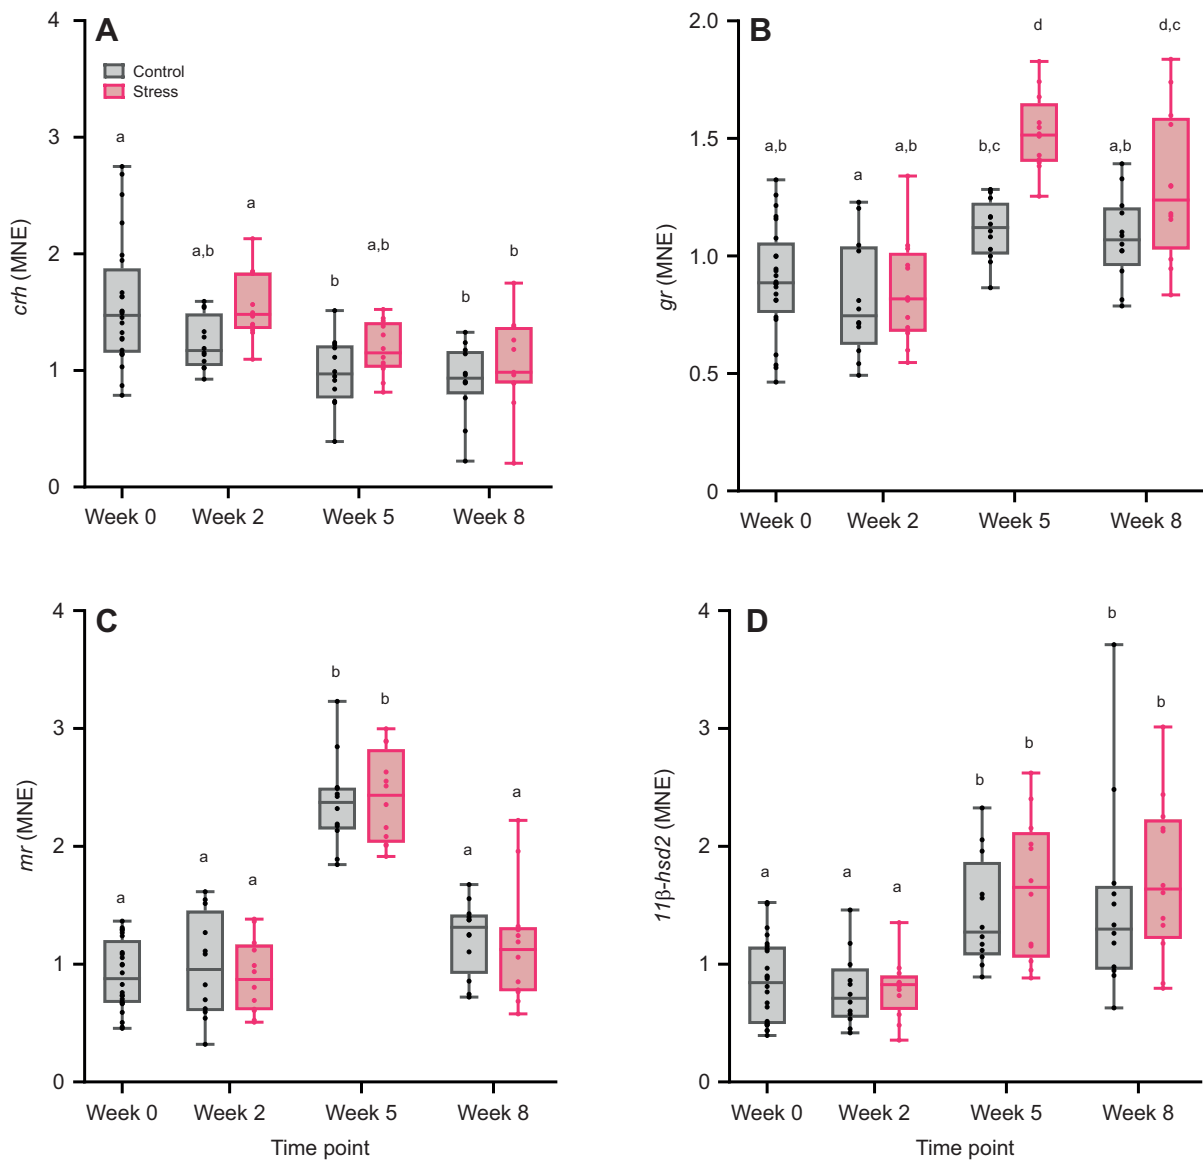 A
Control
Stress
crh (MNE)
4
3
2
1
0
a
a,b
a
b
a,b
b
b
Week 0
Week 2
Week 5
Week 8
B
gr (MNE)
2.0
1.5
1.0
0.5
0
a,b
a
a,b
b,c
d
a,b
d,c
Week 0
Week 2
Week 5
Week 8
C
mr (MNE)
4
3
2
1
0
a
a
a
b
b
a
a
Week 0
Week 2
Week 5
Week 8
Time point
D
11β-hsd2 (MNE)
4
3
2
1
0
a
a
a
b
b
b
b
Week 0
Week 2
Week 5
Week 8
Time point